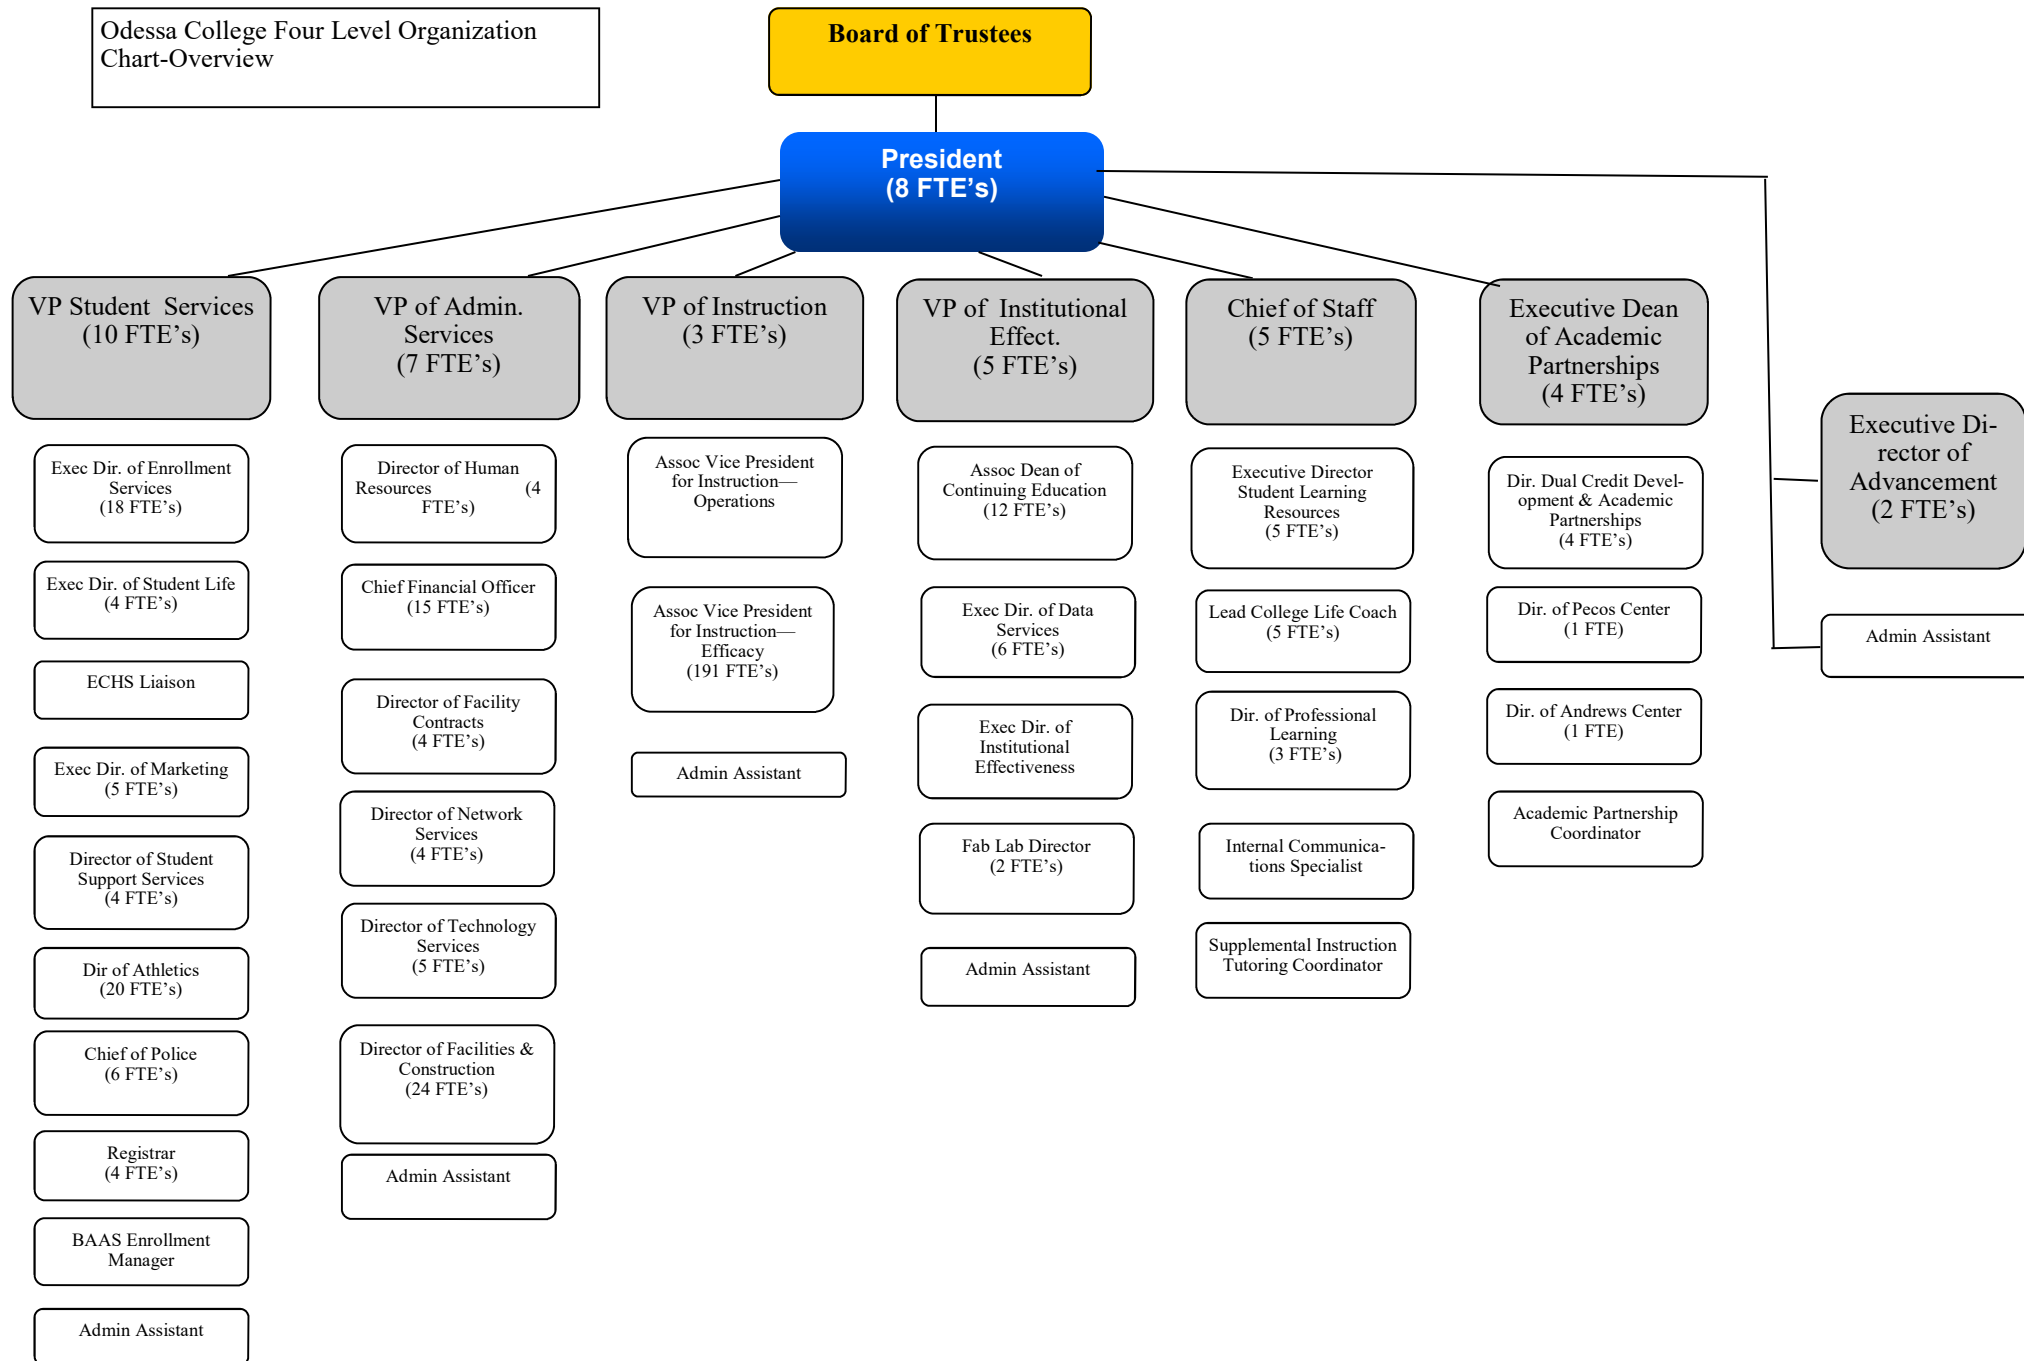 Odessa College Four Level Organization
Chart-Overview
Board of Trustees
President
(8 FTE’s)
VP Student  Services
(10 FTE’s)
Exec Dir. of Enrollment
Services
(18 FTE’s)
Exec Dir. of Student Life
(4 FTE’s)
ECHS Liaison
Exec Dir. of Marketing
(5 FTE’s)
Director of Student
Support Services
(4 FTE’s)
Dir of Athletics
(20 FTE’s)
Chief of Police
(6 FTE’s)
Registrar
(4 FTE’s)
BAAS Enrollment
Manager
Admin Assistant
VP of Admin.
Services
(7 FTE’s)
Director of Human
Resources (4
FTE’s)
Chief Financial Officer
(15 FTE’s)
Director of Facility
Contracts
(4 FTE’s)
Director of Network
Services
(4 FTE’s)
Director of Technology
Services
(5 FTE’s)
Director of Facilities &
Construction
(24 FTE’s)
Admin Assistant
VP of Instruction
(3 FTE’s)
Assoc Vice President
for Instruction—
Operations
Assoc Vice President
for Instruction—
Efficacy
(191 FTE’s)
Admin Assistant
VP of  Institutional
Effect.
(5 FTE’s)
Assoc Dean of
Continuing Education
(12 FTE’s)
Exec Dir. of Data
Services
(6 FTE’s)
Exec Dir. of
Institutional
Effectiveness
Fab Lab Director
(2 FTE’s)
Admin Assistant
Chief of Staff
(5 FTE’s)
Executive Director
Student Learning
Resources
(5 FTE’s)
Lead College Life Coach
(5 FTE’s)
Dir. of Professional
Learning
(3 FTE’s)
Internal Communica-
tions Specialist
Supplemental Instruction
Tutoring Coordinator
Executive Dean
of Academic
Partnerships
(4 FTE’s)
Dir. Dual Credit Devel-
opment & Academic
Partnerships
(4 FTE’s)
Dir. of Pecos Center
(1 FTE)
Dir. of Andrews Center
(1 FTE)
Academic Partnership
Coordinator
Executive Di-
rector of
Advancement
(2 FTE’s)
Admin Assistant